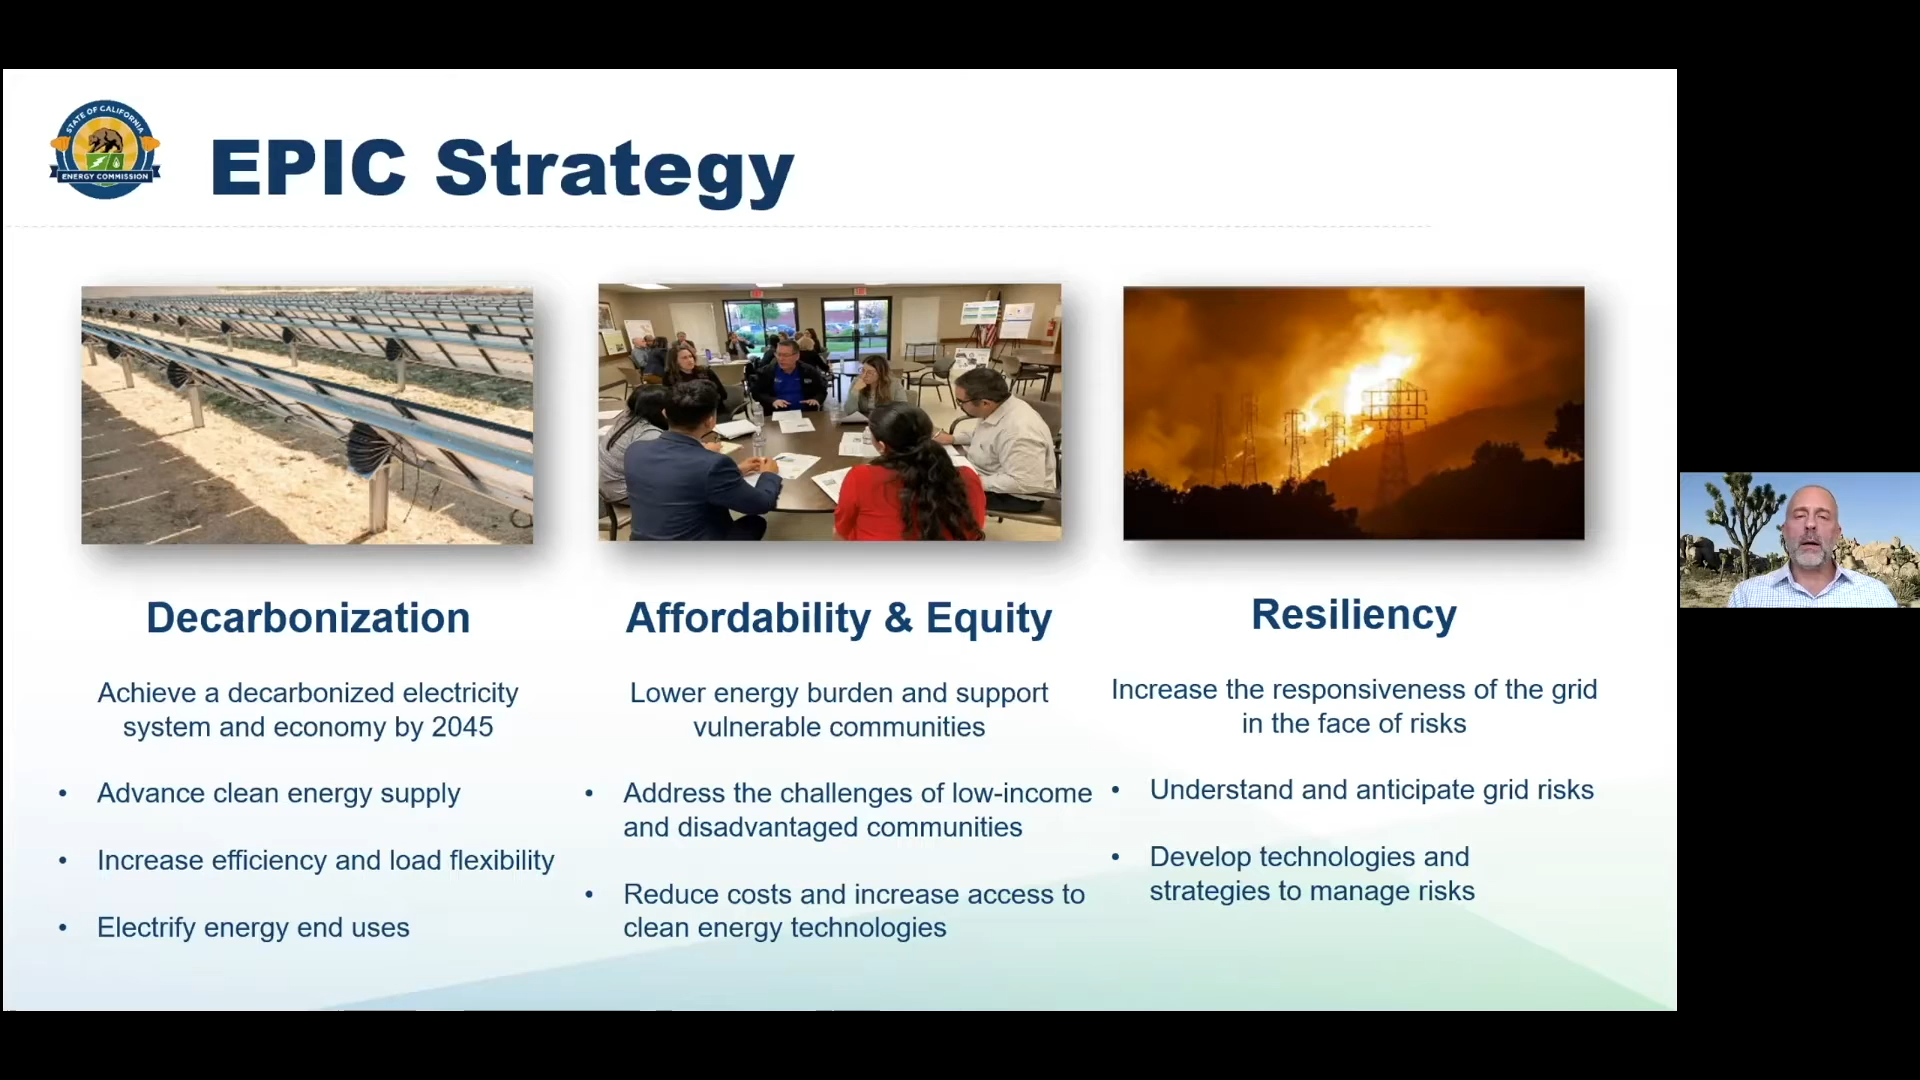 STATE OF CALIFORNIA
ENERGY COMMISSION
EPIC Strategy
Decarbonization
Achieve a decarbonized electricity
system and economy by 2045
• Advance clean energy supply
• Increase efficiency and load flexibility
• Electrify energy end uses
Affordability & Equity
Lower energy burden and support
vulnerable communities
• Address the challenges of low-income
and disadvantaged communities
• Reduce costs and increase access to
clean energy technologies
Resiliency
Increase the responsiveness of the grid
in the face of risks
• Understand and anticipate grid risks
• Develop technologies and
strategies to manage risks